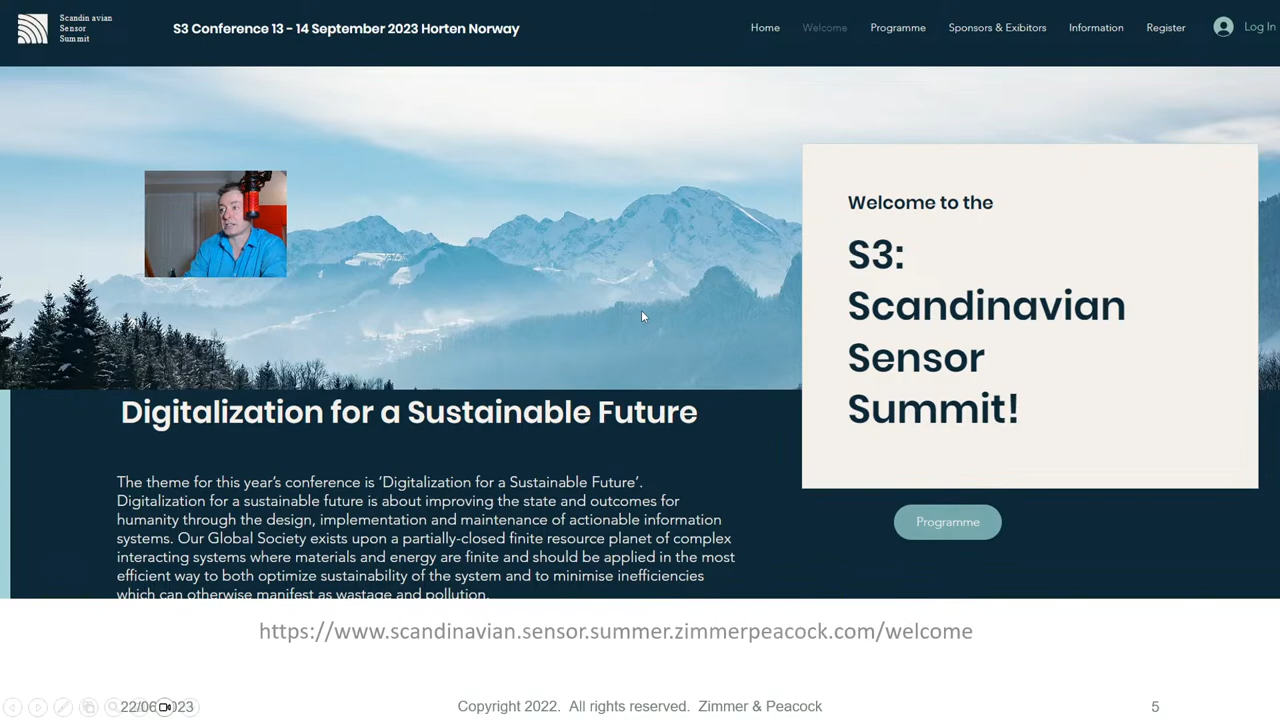 Scandin avian
Sensor
Summit
S3 Conference 13 - 14 September 2023 Horten Norway
Home
Welcome
Programme
Sponsors & Exibitors
Information
Register
Log In
Welcome to the
S3:
Scandinavian
Sensor
Summit!
Digitalization for a Sustainable Future
The theme for this year's conference is 'Digitalization for a Sustainable Future'.
Digitalization for a sustainable future is about improving the state and outcomes for
humanity through the design, implementation and maintenance of actionable information
systems. Our Global Society exists upon a partially-closed finite resource planet of complex
interacting systems where materials and energy are finite and should be applied in the most
efficient way to both optimize sustainability of the system and to minimise inefficiencies
which can otherwise manifest as wastage and pollution.
Programme
https://www.scandinavian.sensor.summer.zimmerpeacock.com/welcome
22/06/2023
Copyright 2022. All rights reserved. Zimmer & Peacock
5